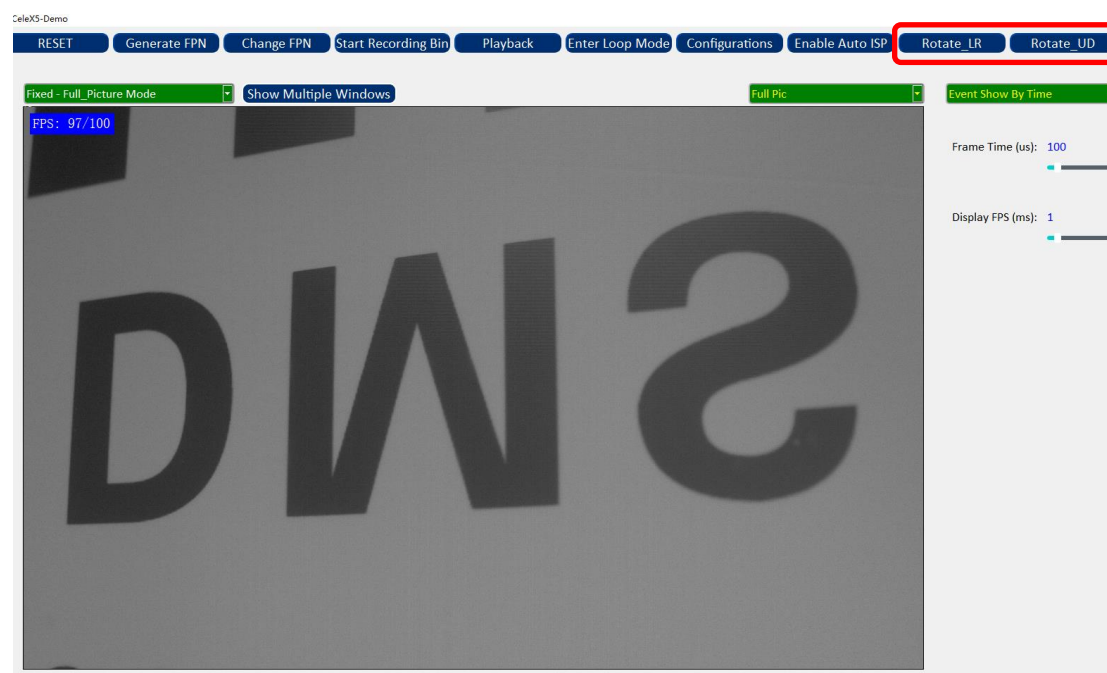 CeleX5-Demo
RESET Generate FPN Change FPN Start Recording Bin Playback Enter Loop Mode Configurations Enable Auto ISP Rotate_LR Rotate_UD
Fixed - Full_Picture Mode Show Multiple Windows Full Pic Event Show By Time
FPS: 97/100
Frame Time (us): 100
Display FPS (ms): 1
DMS